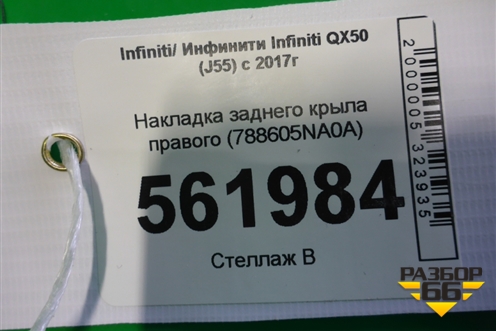 Infiniti/ Инфинити Infiniti QX50
(J55) с 2017г
Накладка заднего крыла
правого (788605NA0A)
561984
Стеллаж В
2000005323935
РАЗБОР
66